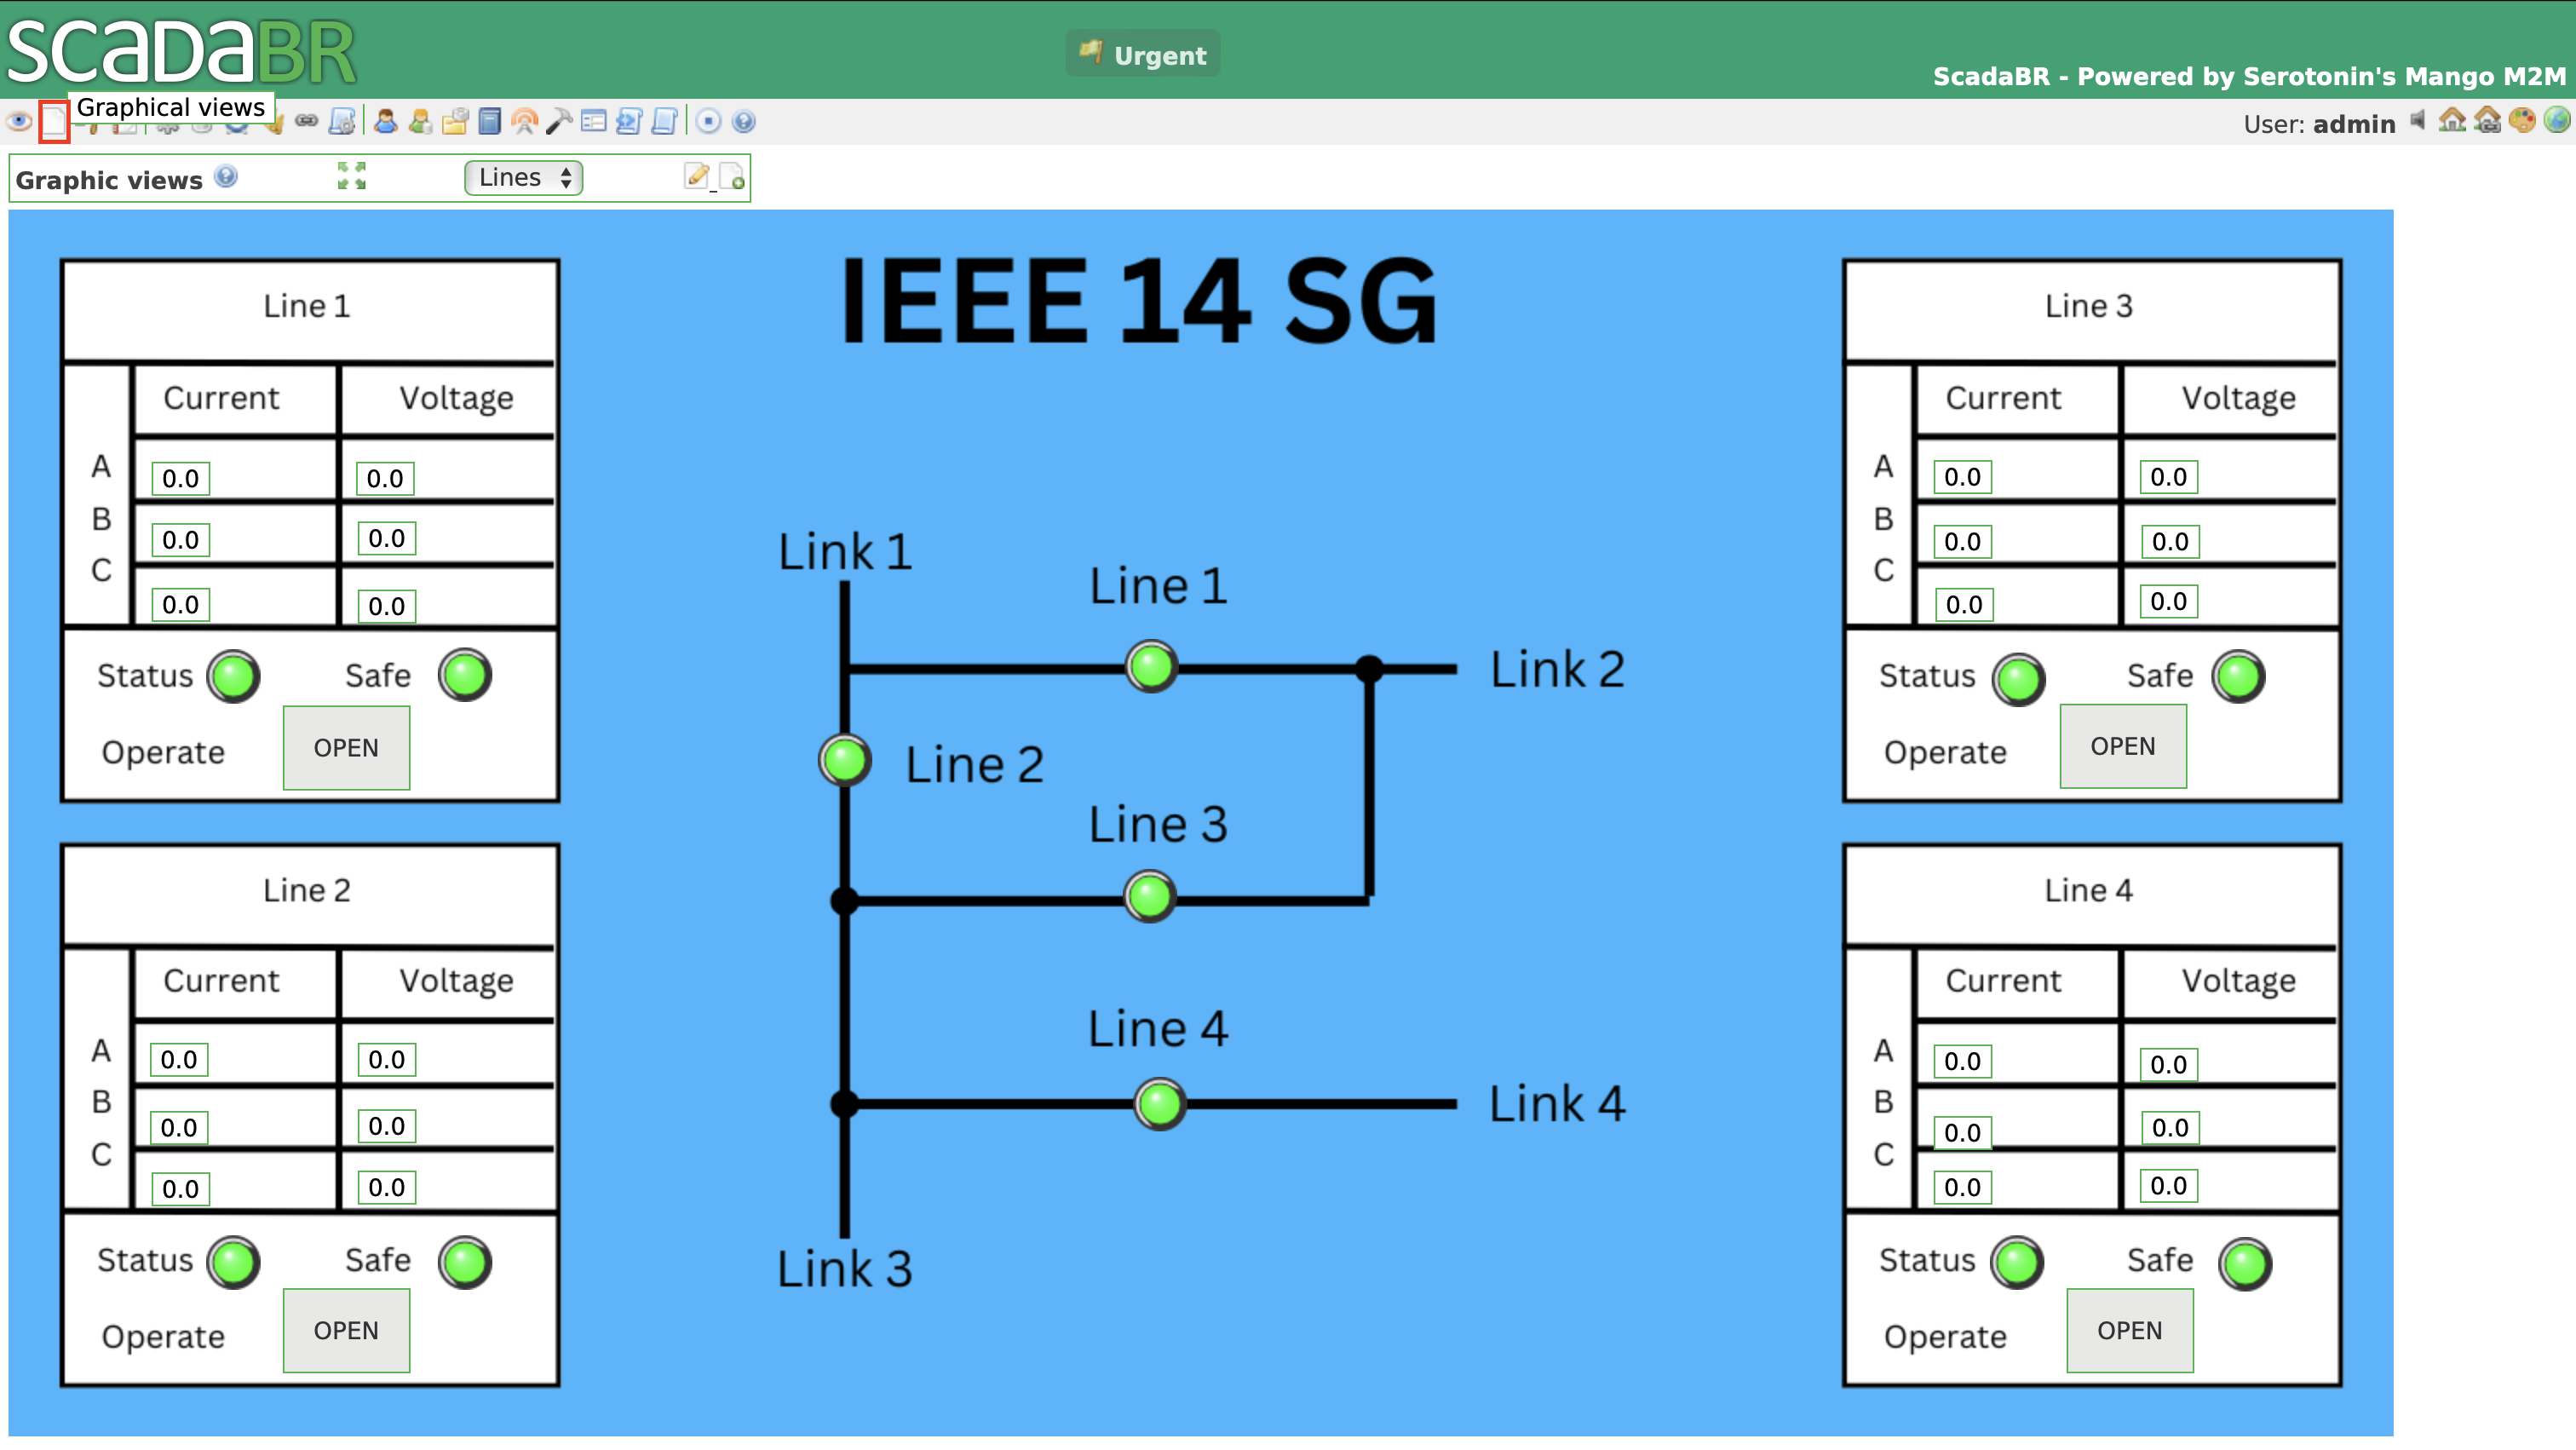 SCADABR
Urgent
ScadaBR - Powered by Serotonin's Mango M2M
Graphical views
User: admin
Graphic views
Lines
IEEE 14 SG
Line 1
Current Voltage
A 0.0 0.0
B 0.0 0.0
C 0.0 0.0
Status Safe
Operate OPEN
Line 2
Current Voltage
A 0.0 0.0
B 0.0 0.0
C 0.0 0.0
Status Safe
Operate OPEN
Link 1
Line 1
Link 2
Line 2
Line 3
Line 4
Link 4
Link 3
Line 3
Current Voltage
A 0.0 0.0
B 0.0 0.0
C 0.0 0.0
Status Safe
Operate OPEN
Line 4
Current Voltage
A 0.0 0.0
B 0.0 0.0
C 0.0 0.0
Status Safe
Operate OPEN